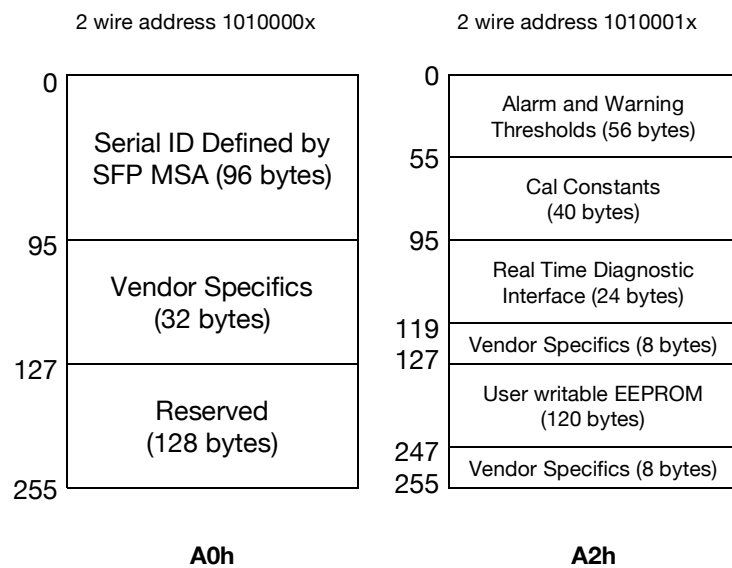 2 wire address 1010000x
0
Serial ID Defined by
SFP MSA (96 bytes)
95
Vendor Specifics
(32 bytes)
127
Reserved
(128 bytes)
255
A0h
2 wire address 1010001x
0
Alarm and Warning
Thresholds (56 bytes)
55
Cal Constants
(40 bytes)
95
Real Time Diagnostic
Interface (24 bytes)
119
Vendor Specifics (8 bytes)
127
User writable EEPROM
(120 bytes)
247
Vendor Specifics (8 bytes)
255
A2h